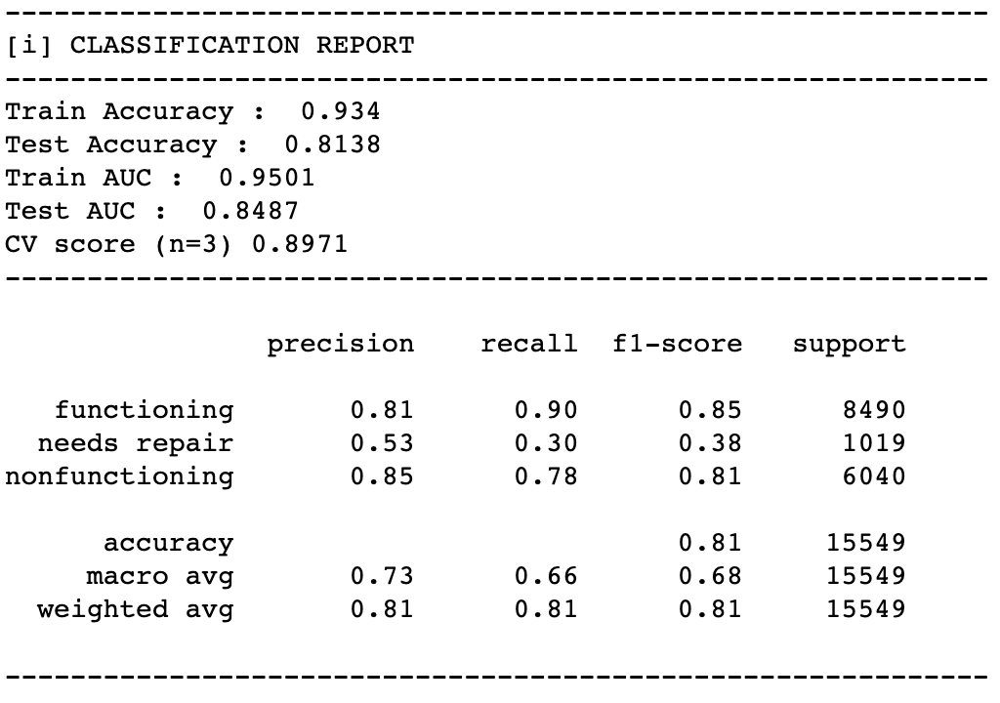 ------------------------------------------------------------
[i] CLASSIFICATION REPORT
------------------------------------------------------------
Train Accuracy :  0.934
Test Accuracy :  0.8138
Train AUC :  0.9501
Test AUC :  0.8487
CV score (n=3) 0.8971
------------------------------------------------------------
                precision    recall  f1-score   support
   functioning       0.81      0.90      0.85      8490
  needs repair       0.53      0.30      0.38      1019
nonfunctioning       0.85      0.78      0.81      6040
      accuracy                           0.81     15549
     macro avg       0.73      0.66      0.68     15549
  weighted avg       0.81      0.81      0.81     15549
------------------------------------------------------------